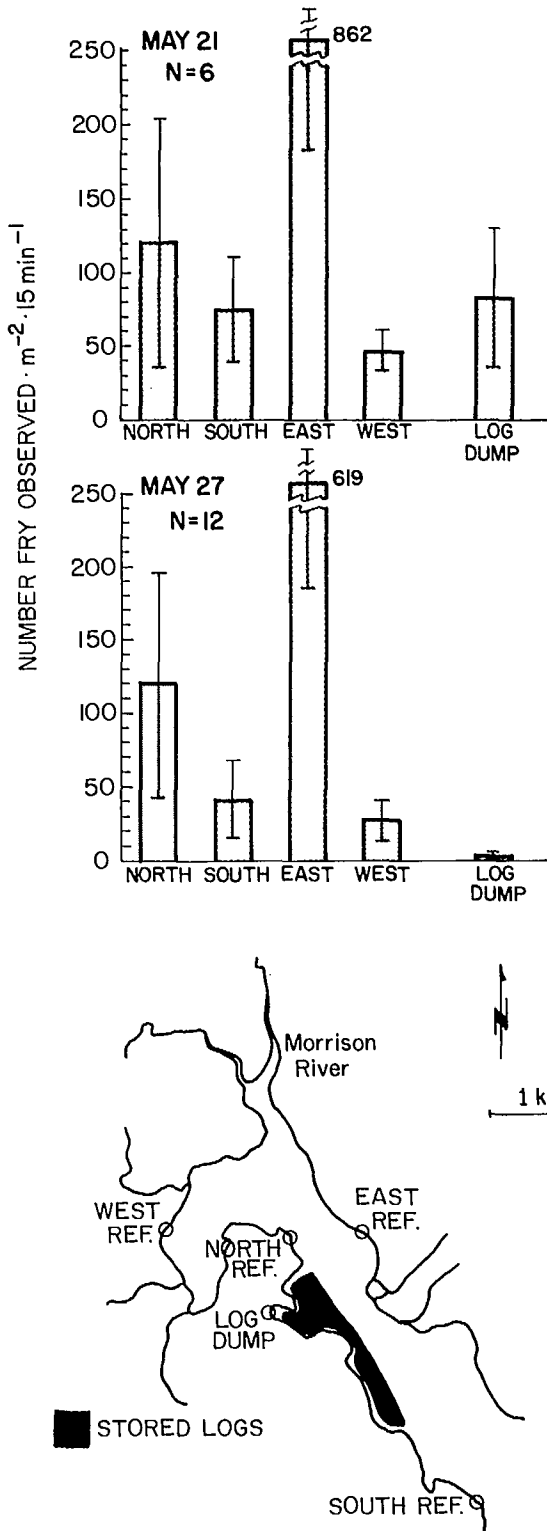 NUMBER FRY OBSERVED · m⁻² · 15 min⁻¹
MAY 21
N=6
862
250
200
150
100
50
0
NORTH SOUTH EAST WEST LOG
DUMP
MAY 27
N=12
619
250
200
150
100
50
0
NORTH SOUTH EAST WEST LOG
DUMP
Morrison
River
N
1 k
WEST
REF.
EAST
REF.
NORTH
REF.
LOG
DUMP
STORED LOGS
SOUTH REF.